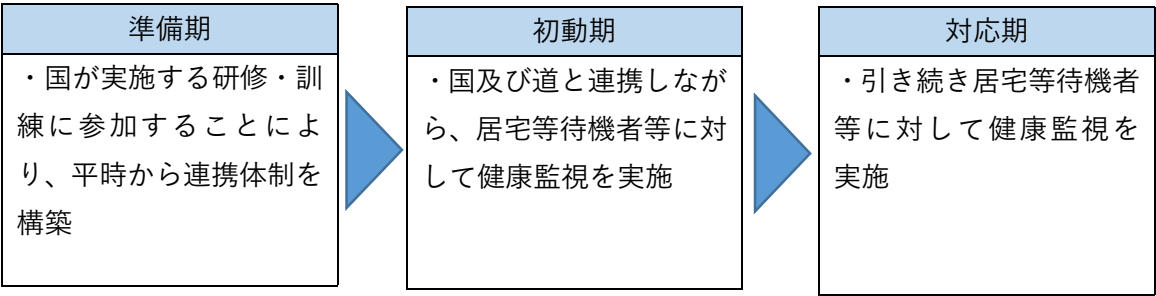 準備期
・国が実施する研修・訓
練に参加することによ
り、平時から連携体制を
構築
初動期
・国及び道と連携しなが
ら、居宅等待機者等に対
して健康監視を実施
対応期
・引き続き居宅等待機者
等に対して健康監視を
実施